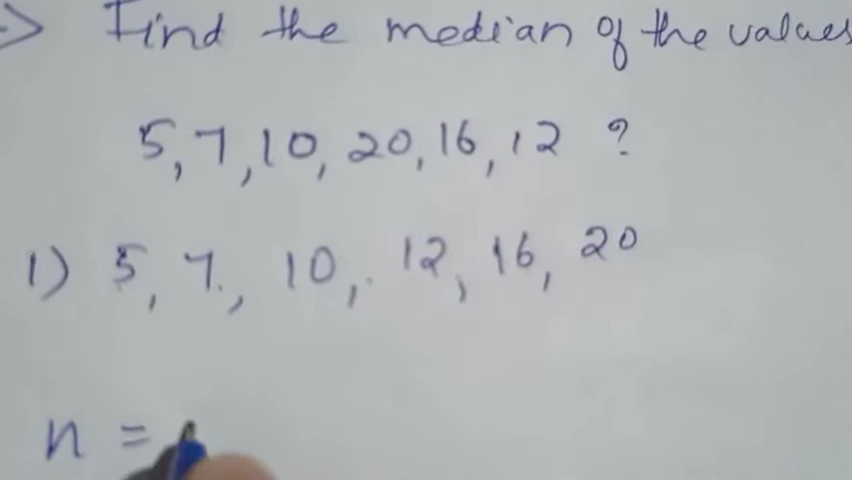 -> Find the median of the values
5, 7, 10, 20, 16, 12 ?
1) 5, 7, 10, 12, 16, 20
n =